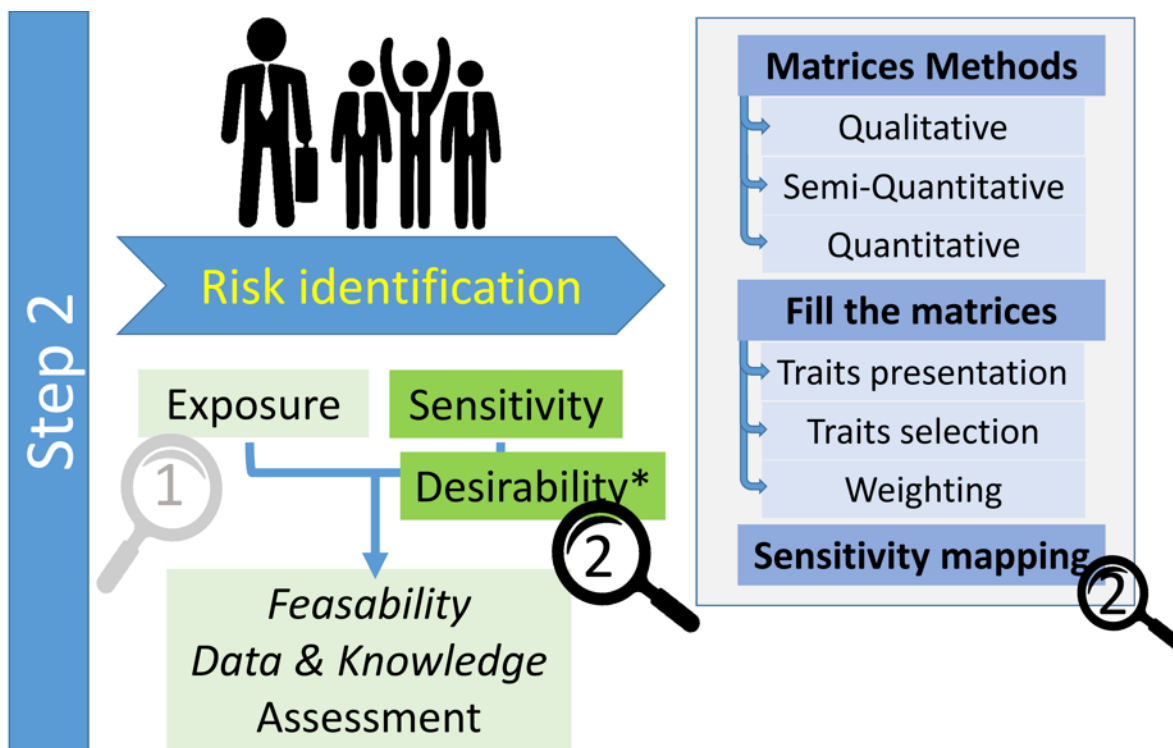 Step 2
Risk identification
Exposure
Sensitivity
Desirability*
1
2
Feasability
Data & Knowledge
Assessment
Matrices Methods
Qualitative
Semi-Quantitative
Quantitative
Fill the matrices
Traits presentation
Traits selection
Weighting
Sensitivity mapping
2